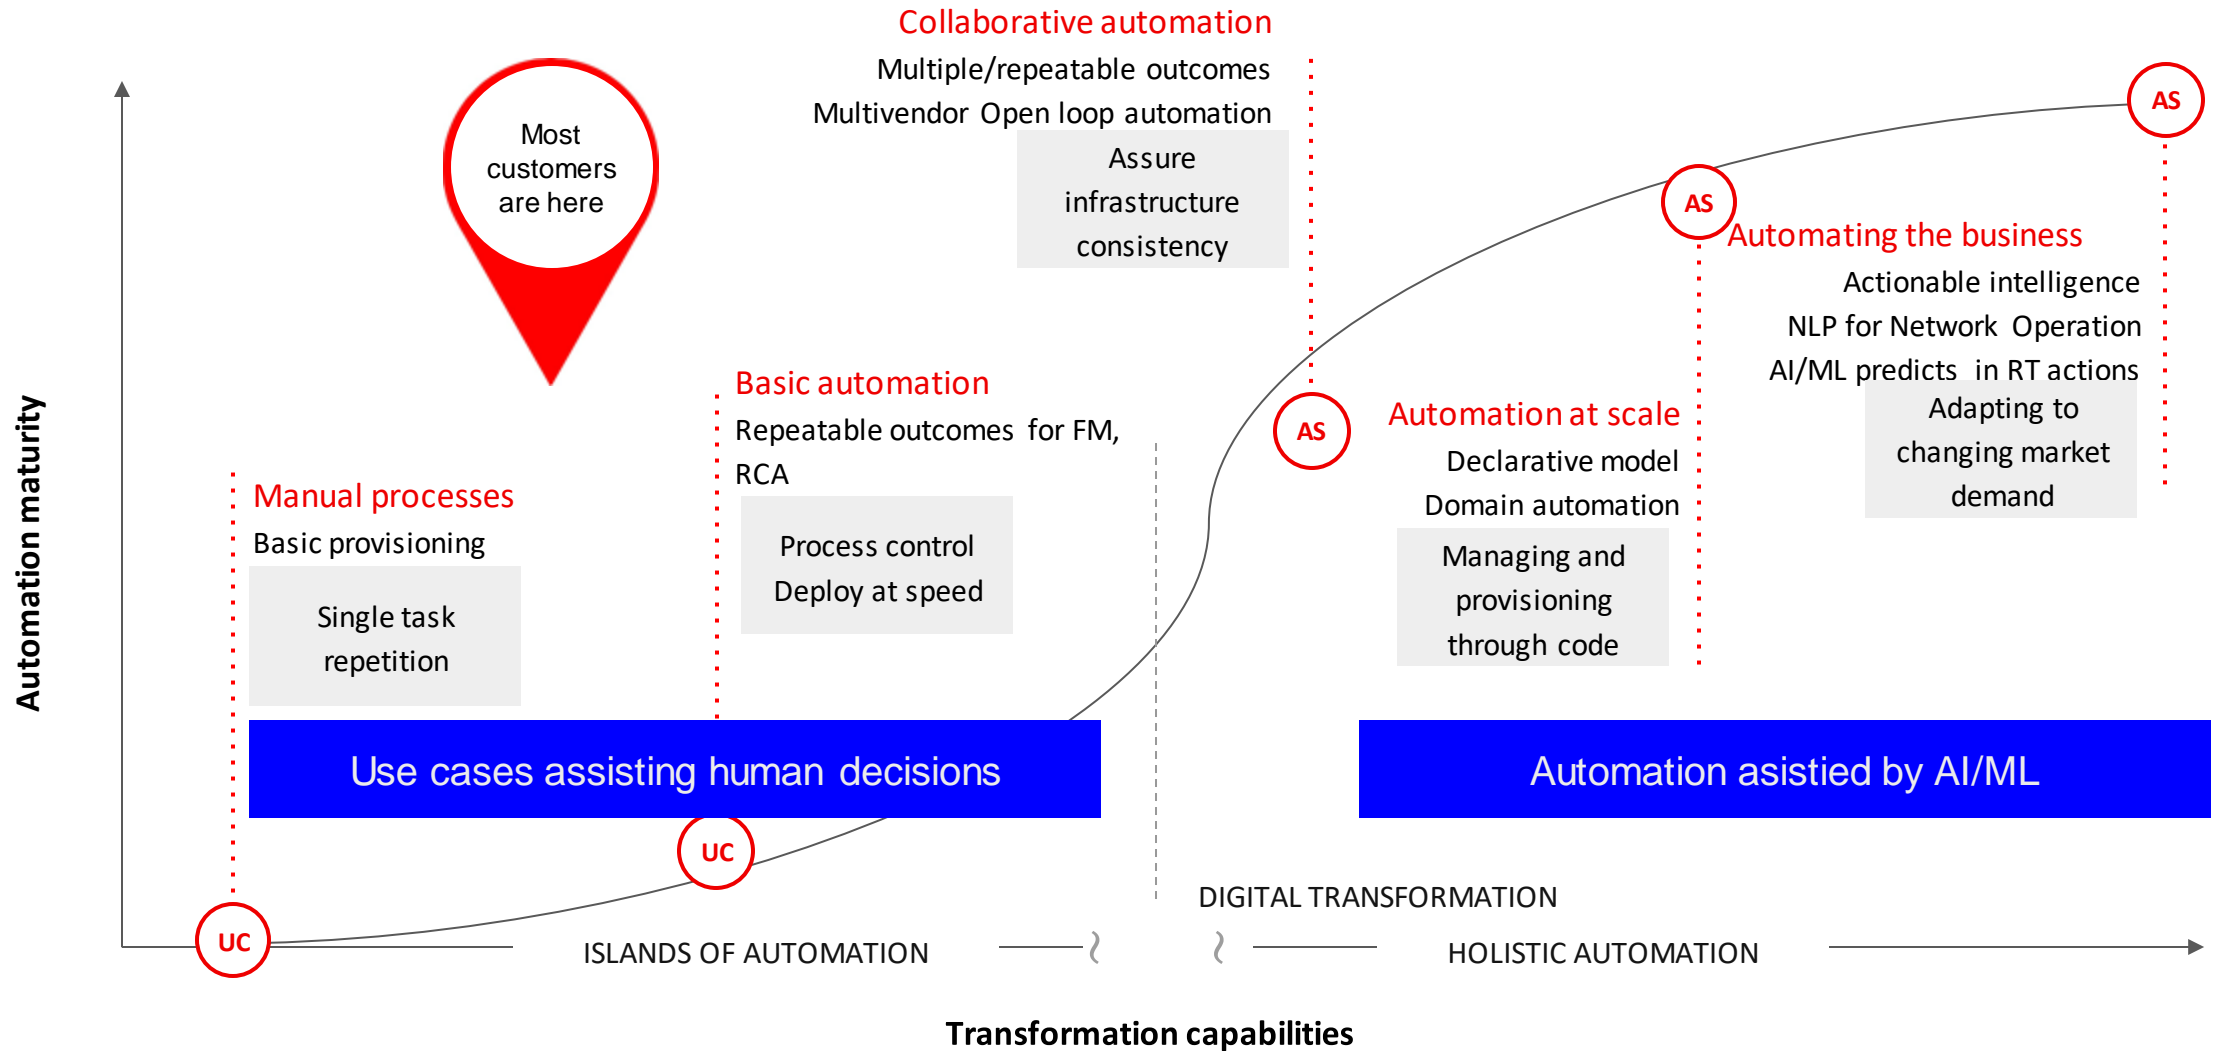 Collaborative automation
Multiple/repeatable outcomes
Multivendor Open loop automation
Assure
infrastructure
consistency
Most
customers
are here
AS
AS
Automating the business
Actionable intelligence
NLP for Network Operation
AI/ML predicts in RT actions
Adapting to
changing market
demand
Basic automation
Repeatable outcomes for FM,
RCA
Process control
Deploy at speed
AS
Automation at scale
Declarative model
Domain automation
Managing and
provisioning
through code
Automation maturity
Manual processes
Basic provisioning
Single task
repetition
Use cases assisting human decisions
Automation asistied by AI/ML
UC
UC
DIGITAL TRANSFORMATION
ISLANDS OF AUTOMATION
HOLISTIC AUTOMATION
Transformation capabilities